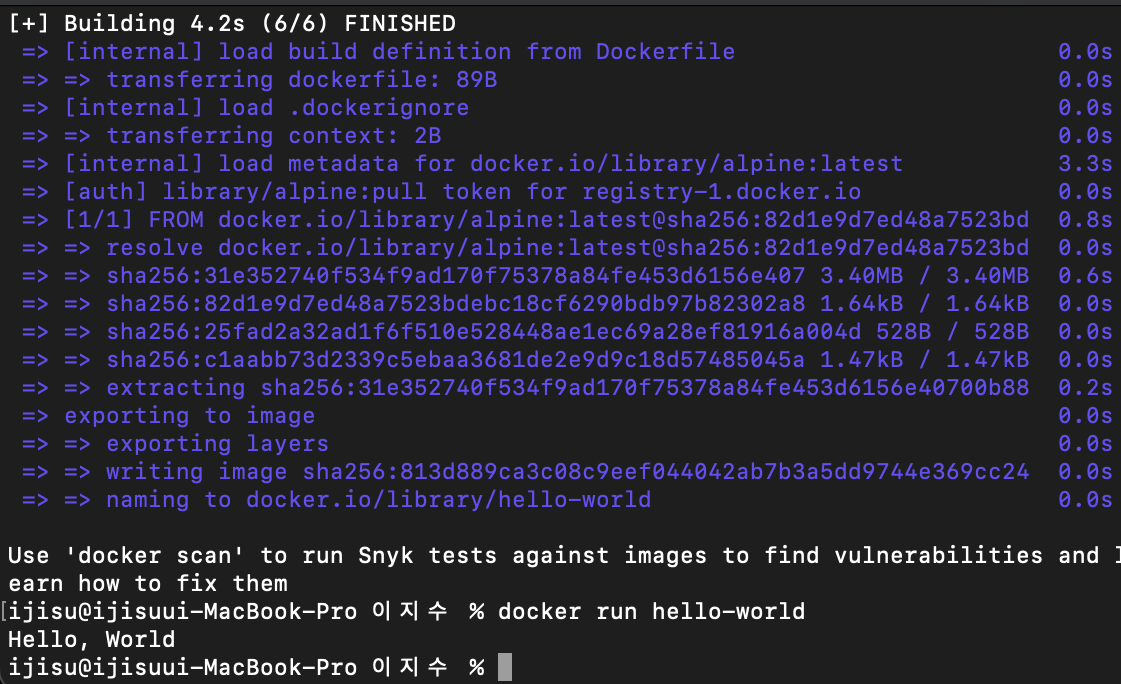 [+] Building 4.2s (6/6) FINISHED
=> [internal] load build definition from Dockerfile 0.0s
=> => transferring dockerfile: 89B 0.0s
=> [internal] load .dockerignore 0.0s
=> => transferring context: 2B 0.0s
=> [internal] load metadata for docker.io/library/alpine:latest 3.3s
=> [auth] library/alpine:pull token for registry-1.docker.io 0.0s
=> [1/1] FROM docker.io/library/alpine:latest@sha256:82d1e9d7ed48a7523bd 0.8s
=> => resolve docker.io/library/alpine:latest@sha256:82d1e9d7ed48a7523bd 0.0s
=> => sha256:31e352740f534f9ad170f75378a84fe453d6156e407 3.40MB / 3.40MB 0.6s
=> => sha256:82d1e9d7ed48a7523bdebc18cf6290bdb97b82302a8 1.64kB / 1.64kB 0.0s
=> => sha256:25fad2a32ad1f6f510e528448ae1ec69a28ef81916a004d 528B / 528B 0.0s
=> => sha256:c1aabb73d2339c5ebaa3681de2e9d9c18d57485045a 1.47kB / 1.47kB 0.0s
=> => extracting sha256:31e352740f534f9ad170f75378a84fe453d6156e40700b88 0.2s
=> exporting to image 0.0s
=> => exporting layers 0.0s
=> => writing image sha256:813d889ca3c08c9eef044042ab7b3a5dd9744e369cc24 0.0s
=> => naming to docker.io/library/hello-world 0.0s
Use 'docker scan' to run Snyk tests against images to find vulnerabilities and l
earn how to fix them
[ijisu@ijisuui-MacBook-Pro 이지수 % docker run hello-world
Hello, World
ijisu@ijisuui-MacBook-Pro 이지수 %